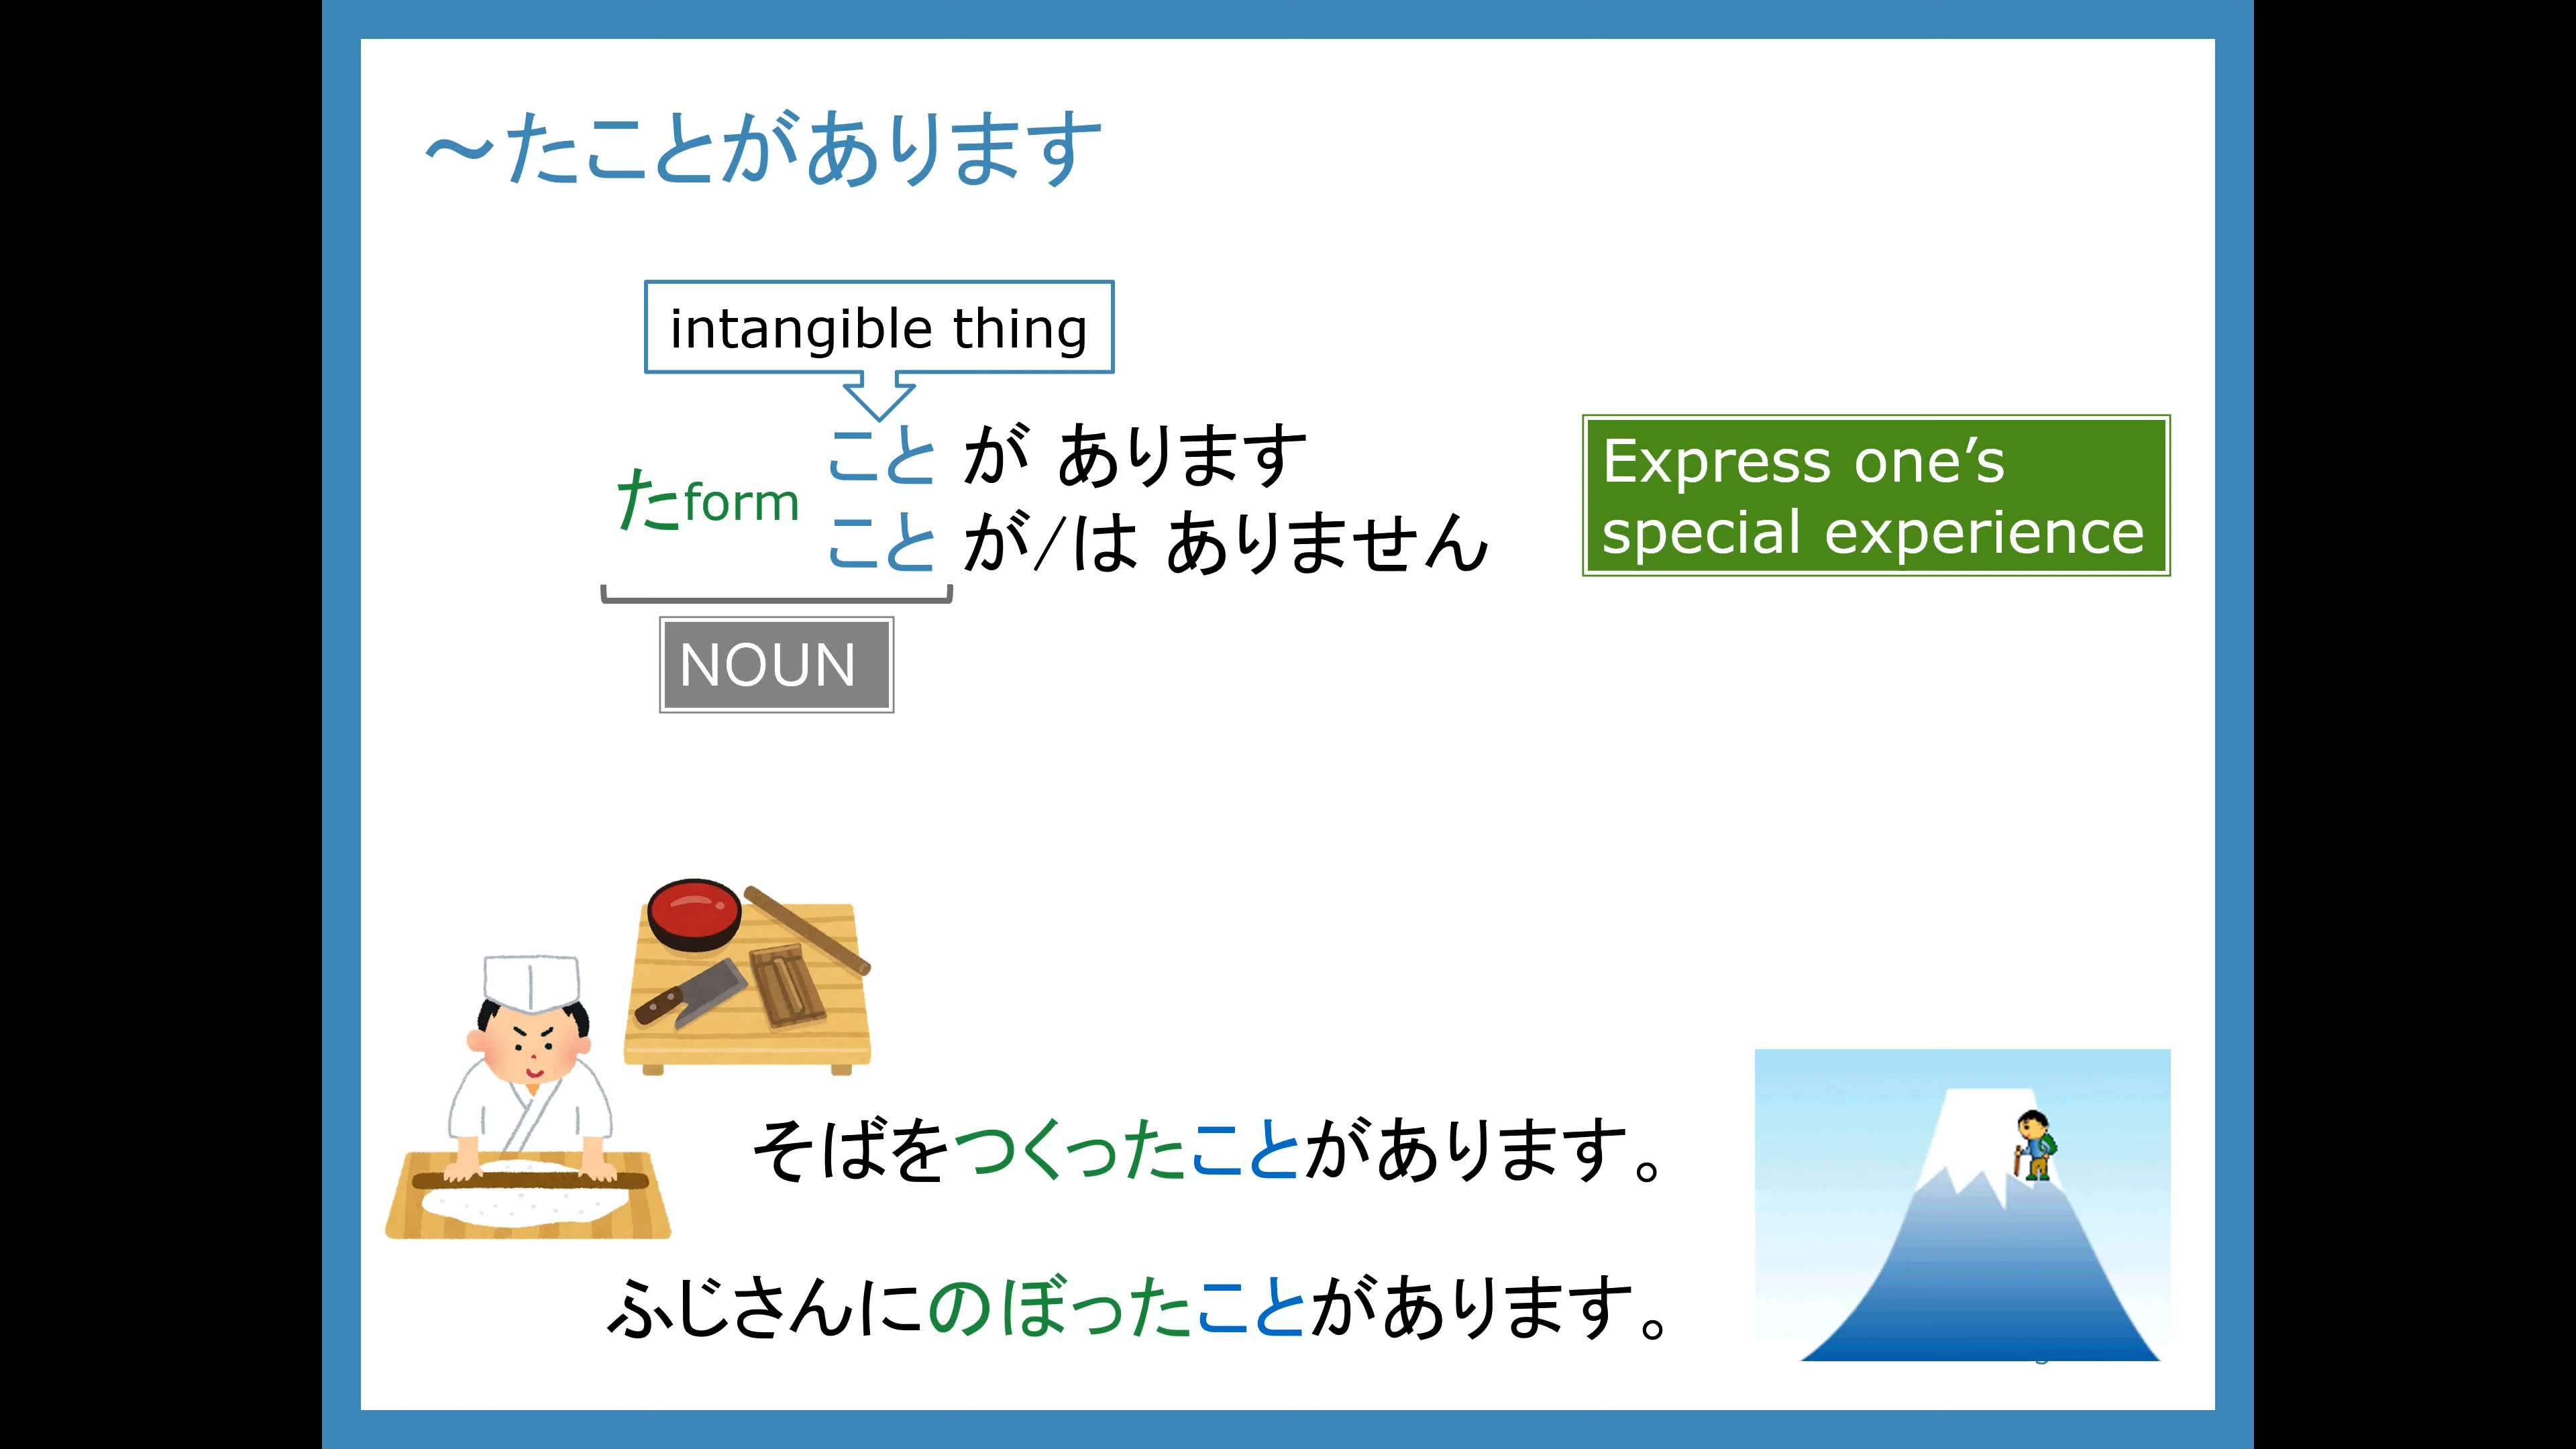 ～たことがあります
intangible thing
こと が あります
たform
こと が/は ありません
Express one’s
special experience
NOUN
そばをつくったことがあります。
ふじさんにのぼったことがあります。